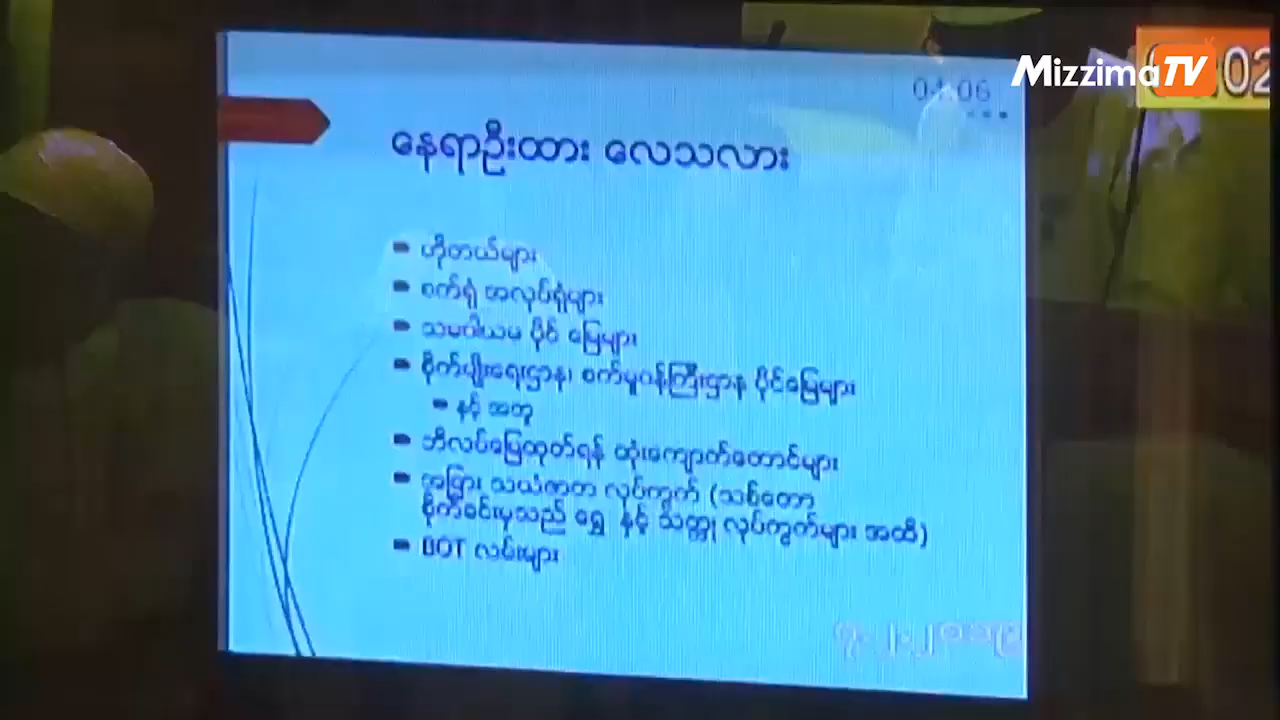 MizzimaTV
04:06
နေရာဦးထား လေသလား
ဟိုတယ်များ
စက်ရုံ အလုပ်ရုံများ
သမဝါယမ ပိုင် မြေများ
စိုက်ပျိုးရေးဌာန၊ စက်မှုဝန်ကြီးဌာန ပိုင်မြေများ
နှင့် အတူ
ဘိလပ်မြေထုတ်ရန် ထုံးကျောက်တောင်များ
အခြား သယံဇာတ လုပ်ကွက် (သစ်တော
စိုက်ခင်းမှသည် ရွှေ နှင့် သတ္တု လုပ်ကွက်များ အထိ)
BOT လမ်းများ